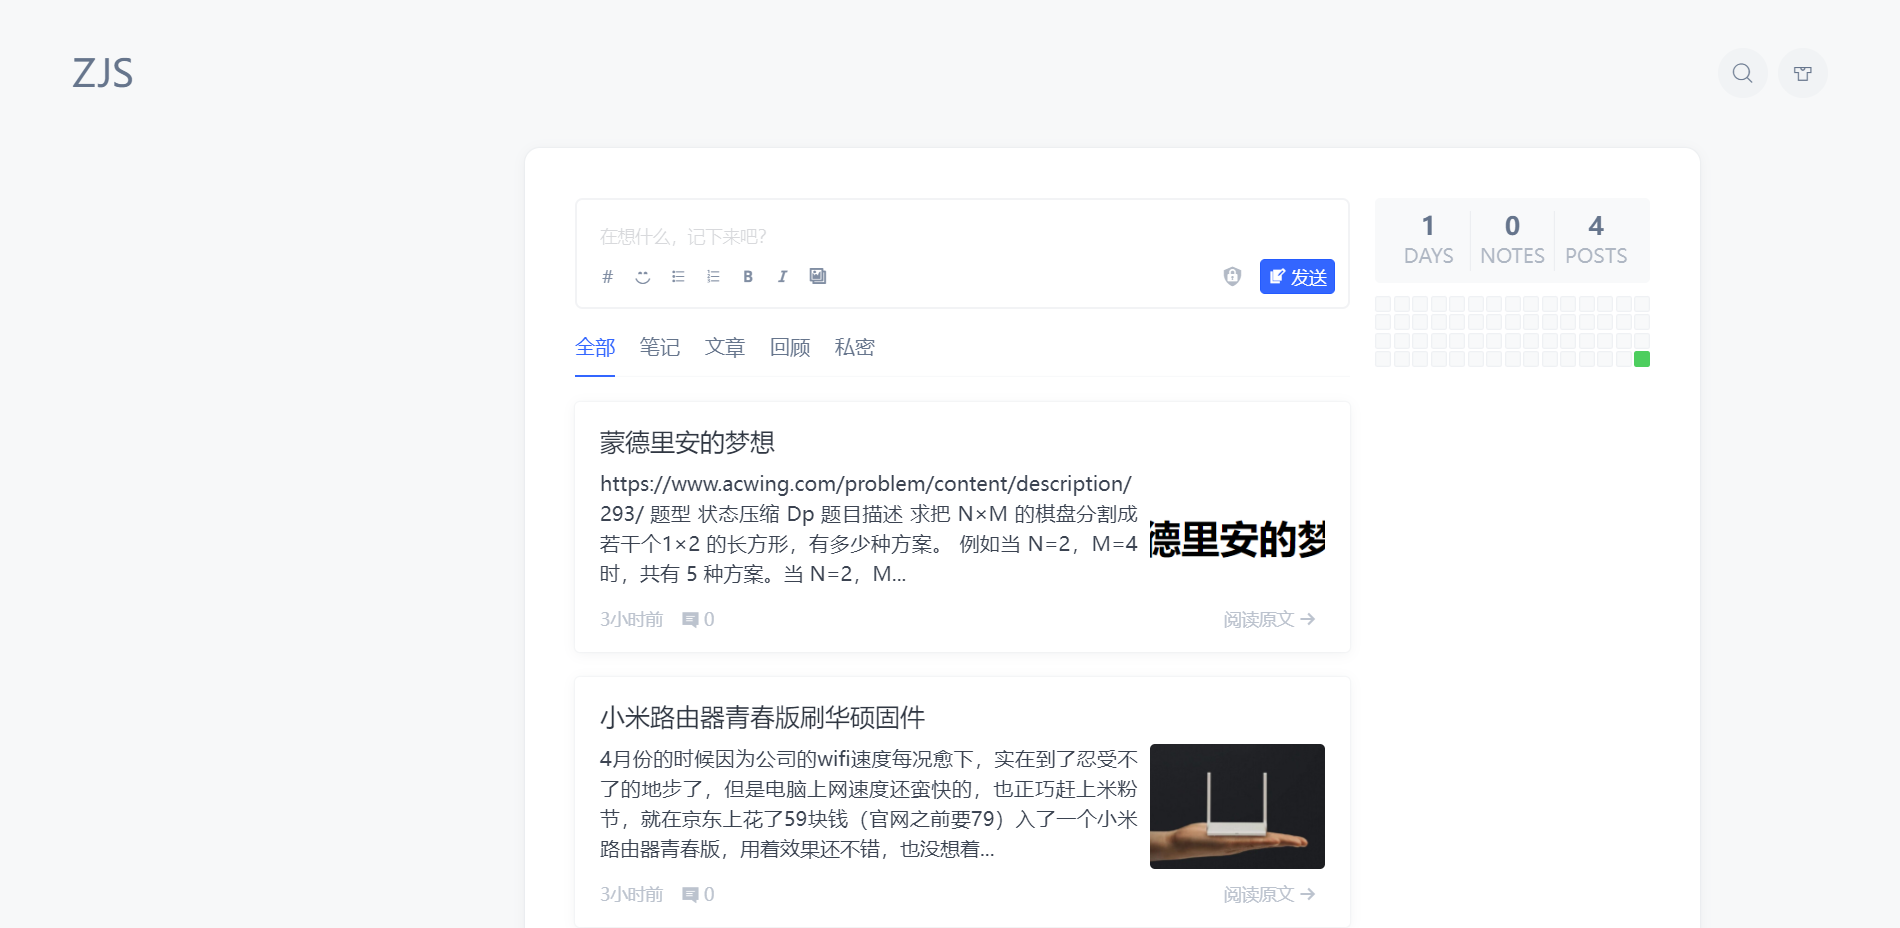 ZJS
在想什么，记下来吧?
# B I
发送
1 0 4
DAYS NOTES POSTS
全部 笔记 文章 回顾 私密
蒙德里安的梦想
https://www.acwing.com/problem/content/description/
293/ 题型 状态压缩 Dp 题目描述 求把 N×M 的棋盘分割成
若干个1×2 的长方形，有多少种方案。 例如当 N=2，M=4
时，共有 5 种方案。当 N=2，M...
德里安的梦
3小时前 0 阅读原文
小米路由器青春版刷华硕固件
4月份的时候因为公司的wifi速度每况愈下，实在到了忍受不
了的地步了，但是电脑上网速度还蛮快的，也正巧赶上米粉
节，就在京东上花了59块钱（官网之前要79）入了一个小米
路由器青春版，用着效果还不错，也没想着...
3小时前 0 阅读原文